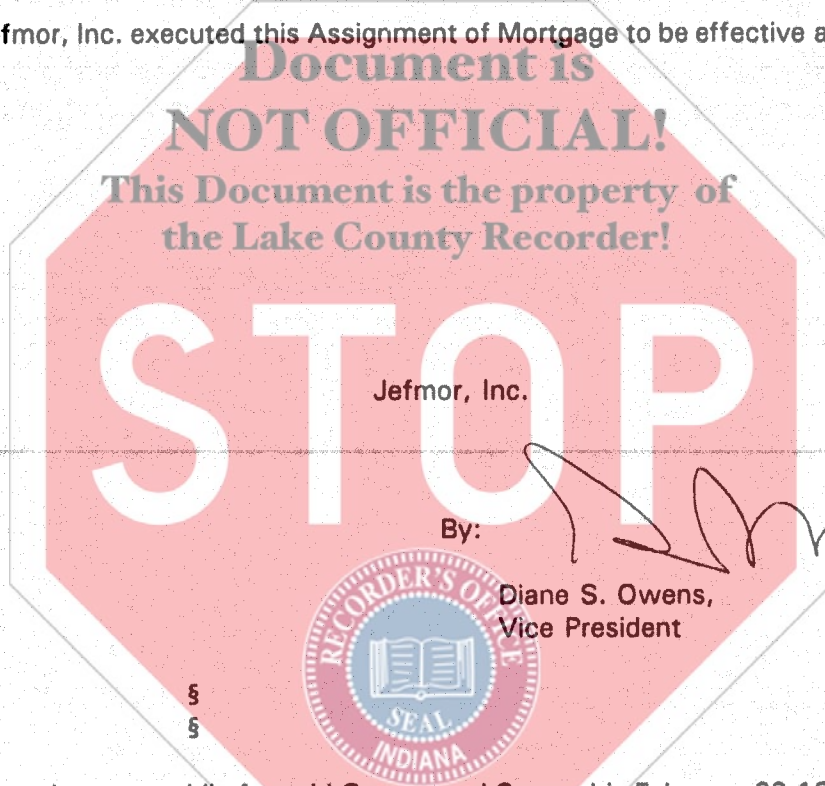 fmor, Inc. executed this Assignment of Mortgage to be effective a
Document is
NOT OFFICIAL!
This Document is the property of
the Lake County Recorder!
STOP
Jefmor, Inc.
By:
Diane S. Owens,
Vice President
RECORDER'S OFFICE
SEAL
INDIANA
§
§